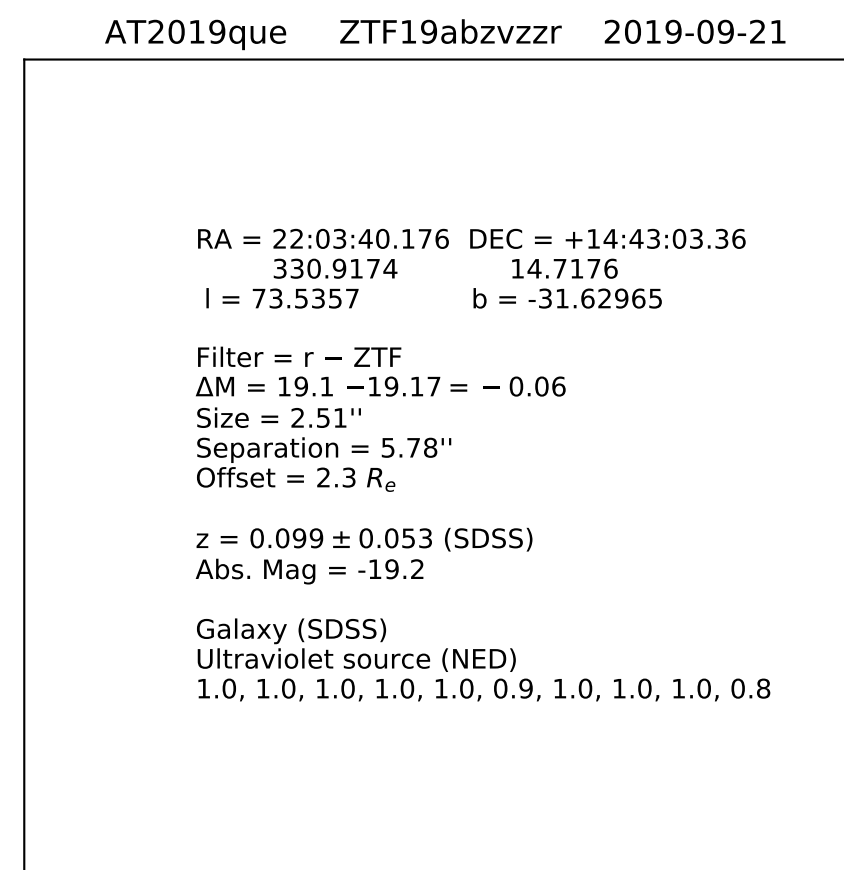 AT2019que ZTF19abzvzzr 2019-09-21
RA = 22:03:40.176 DEC = +14:43:03.36
330.9174 14.7176
l = 73.5357 b = -31.62965
Filter = r − ZTF
ΔM = 19.1 −19.17 = − 0.06
Size = 2.51''
Separation = 5.78''
Offset = 2.3 Re
z = 0.099 ± 0.053 (SDSS)
Abs. Mag = -19.2
Galaxy (SDSS)
Ultraviolet source (NED)
1.0, 1.0, 1.0, 1.0, 1.0, 0.9, 1.0, 1.0, 1.0, 0.8